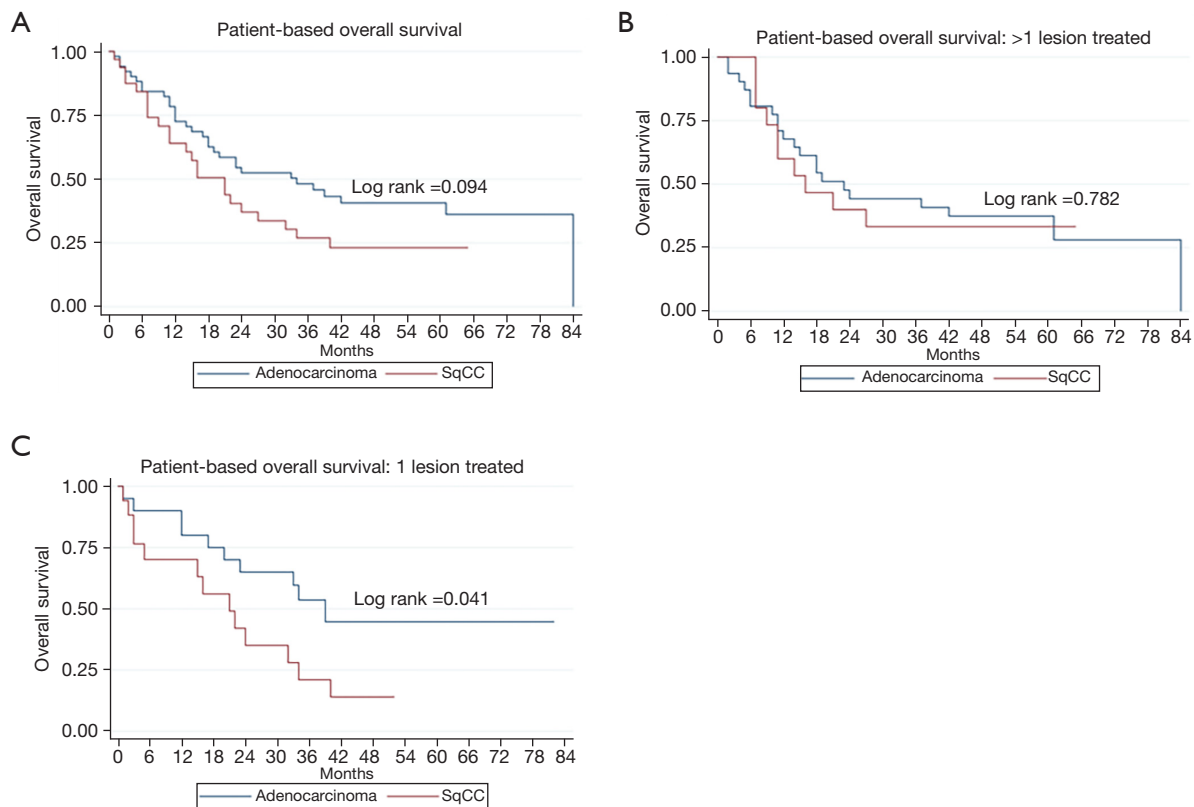 A
Patient-based overall survival
1.00
0.75
0.50
0.25
0.00
Overall survival
Log rank =0.094
0 6 12 18 24 30 36 42 48 54 60 66 72 78 84
Months
Adenocarcinoma SqCC
B
Patient-based overall survival: >1 lesion treated
1.00
0.75
0.50
0.25
0.00
Overall survival
Log rank =0.782
0 6 12 18 24 30 36 42 48 54 60 66 72 78 84
Months
Adenocarcinoma SqCC
C
Patient-based overall survival: 1 lesion treated
1.00
0.75
0.50
0.25
0.00
Overall survival
Log rank =0.041
0 6 12 18 24 30 36 42 48 54 60 66 72 78 84
Months
Adenocarcinoma SqCC